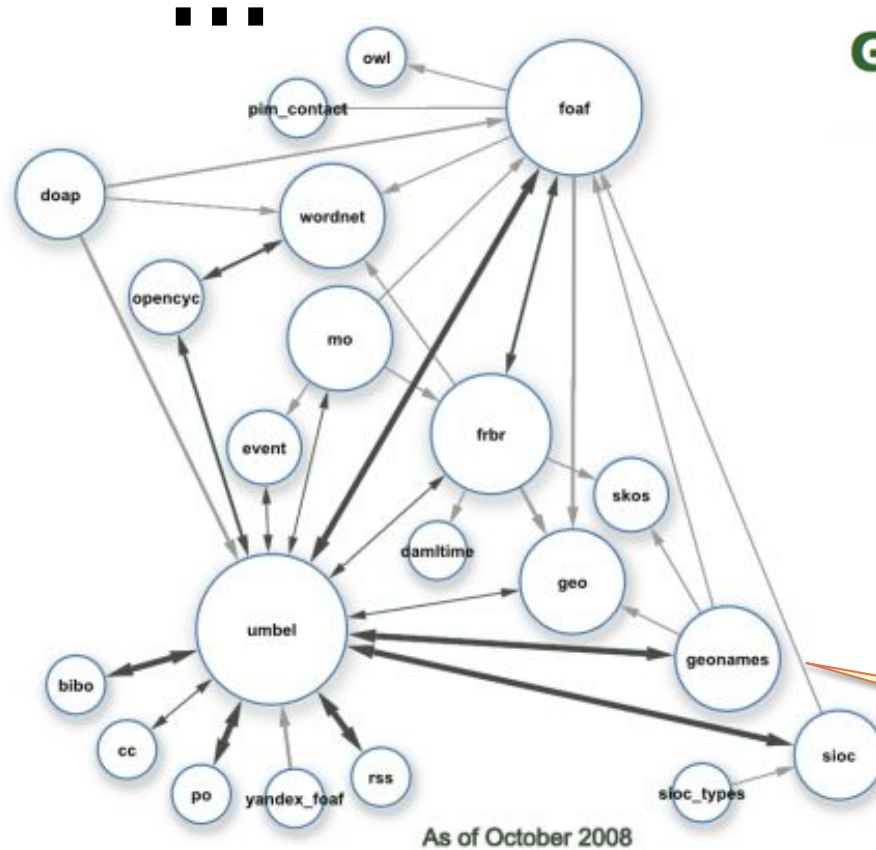 ...
G
owl
foaf
pim_contact
doap
wordnet
opencyc
mo
event
frbr
skos
damltime
geo
umbel
geonames
bibo
cc
sioc
po
yandex_foaf
rss
sioc_types
As of October 2008